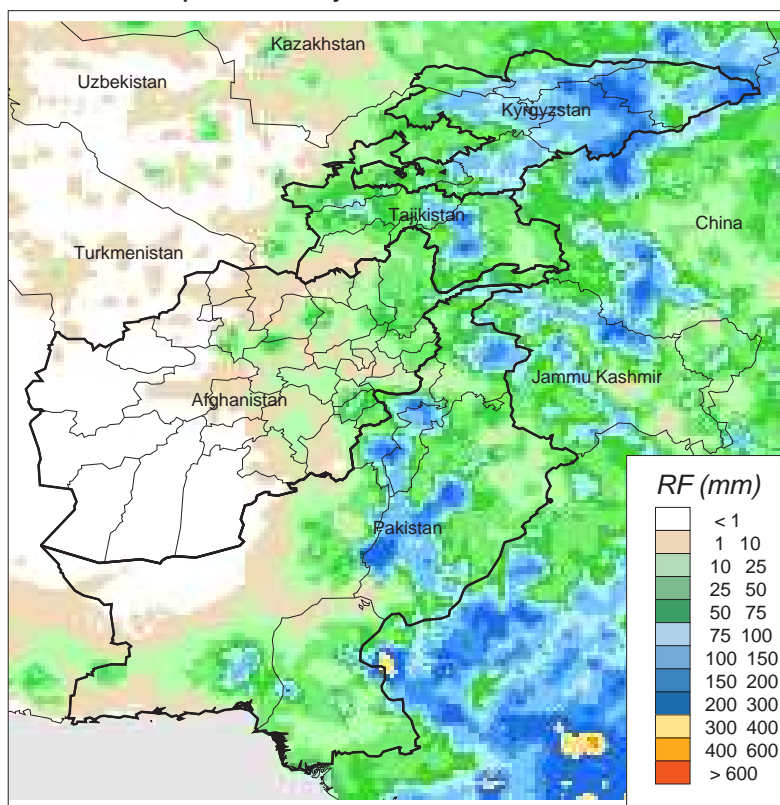 Kazakhstan
Uzbekistan
Kyrgyzstan
Tajikistan
China
Turkmenistan
Jammu Kashmir
Afghanistan
RF (mm)
< 1
1 10
10 25
25 50
50 75
75 100
100 150
150 200
200 300
300 400
400 600
> 600
Pakistan